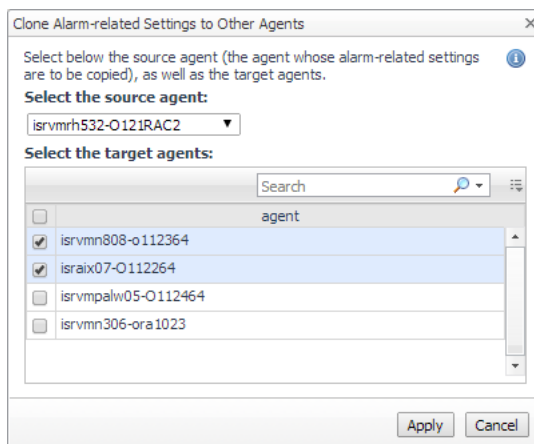 Clone Alarm-related Settings to Other Agents
Select below the source agent (the agent whose alarm-related settings
are to be copied), as well as the target agents.
Select the source agent:
isrvmrh532-O121RAC2
Select the target agents:
Search
agent
isrvmn808-o112364
israix07-O112264
isrvmpalw05-O112464
isrvmn306-ora1023
Apply Cancel